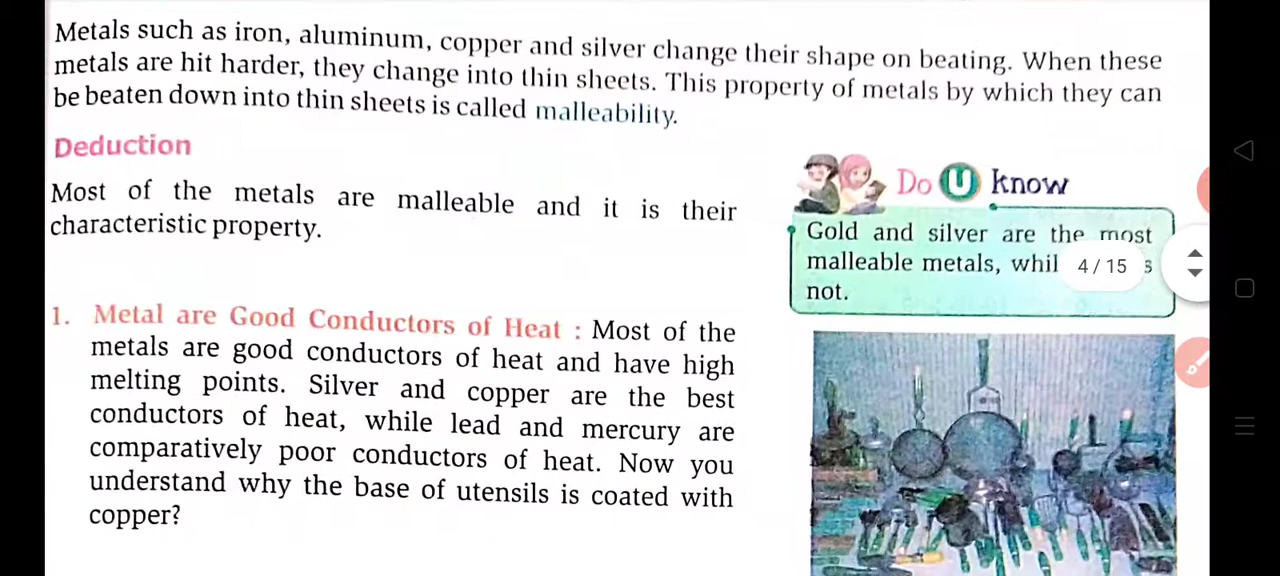 Metals such as iron, aluminum, copper and silver change their shape on beating. When these
metals are hit harder, they change into thin sheets. This property of metals by which they can
be beaten down into thin sheets is called malleability.
Deduction
Most of the metals are malleable and it is their
characteristic property.
Do U know
Gold and silver are the most
malleable metals, whil
not.
4 / 15
1. Metal are Good Conductors of Heat : Most of the
metals are good conductors of heat and have high
melting points. Silver and copper are the best
conductors of heat, while lead and mercury are
comparatively poor conductors of heat. Now you
understand why the base of utensils is coated with
copper?